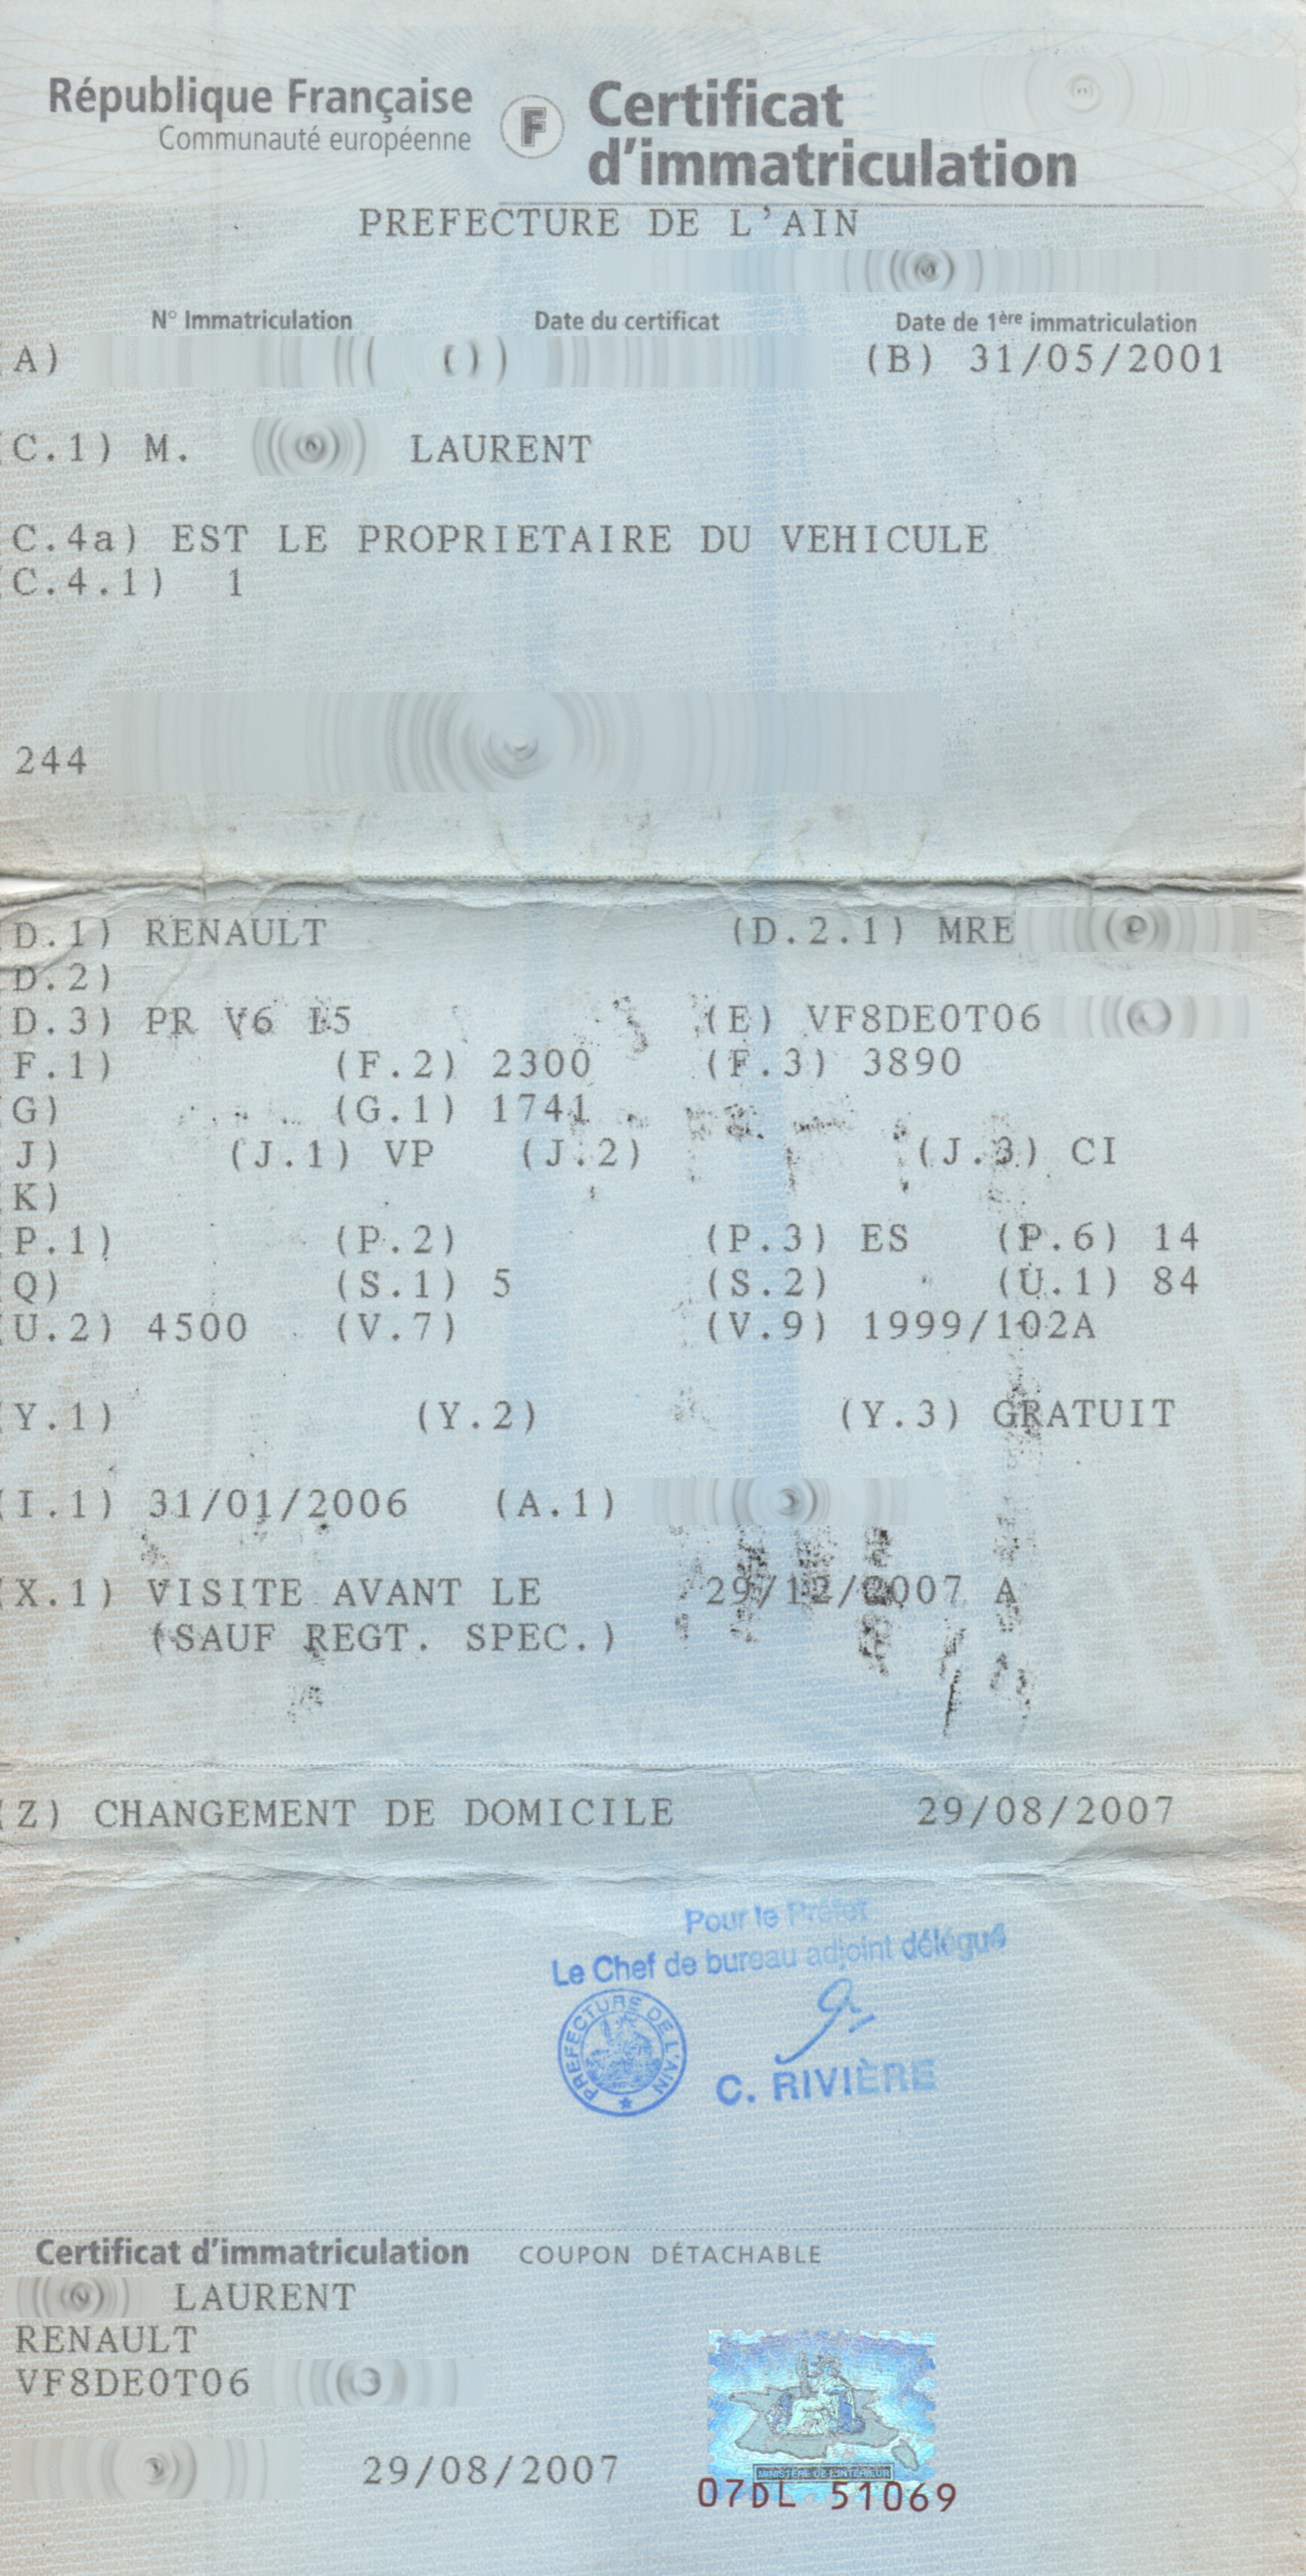 République Française
Communauté européenne
F
Certificat
d'immatriculation
PREFECTURE DE L'AIN
N° Immatriculation Date du certificat Date de 1ère immatriculation
(A) (B) 31/05/2001
(C.1) M. LAURENT
(C.4a) EST LE PROPRIETAIRE DU VEHICULE
(C.4.1) 1
244
(D.1) RENAULT (D.2.1) MRE
(D.2)
(D.3) PR V6 L5 (E) VF8DE0T06
(F.1) (F.2) 2300 (F.3) 3890
(G) (G.1) 1741
(J) (J.1) VP (J.2) (J.3) CI
(K)
(P.1) (P.2) (P.3) ES (P.6) 14
(Q) (S.1) 5 (S.2) (U.1) 84
(U.2) 4500 (V.7) (V.9) 1999/102A
(Y.1) (Y.2) (Y.3) GRATUIT
(I.1) 31/01/2006 (A.1)
(X.1) VISITE AVANT LE 29/12/2007 A
(SAUF REGT. SPEC.)
(Z) CHANGEMENT DE DOMICILE 29/08/2007
Pour le Préfet
Le Chef de bureau adjoint délégué
PREFECTURE DE L'AIN
C. RIVIÈRE
Certificat d'immatriculation COUPON DÉTACHABLE
LAURENT
RENAULT
VF8DE0T06
29/08/2007
MINISTÈRE DE L'INTÉRIEUR
07DL 51069